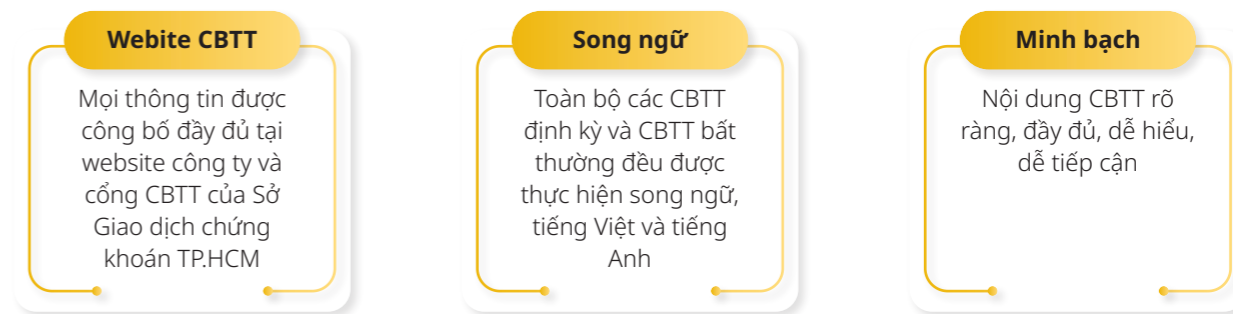 Webite CBTT
Mọi thông tin được
công bố đầy đủ tại
website công ty và
cổng CBTT của Sở
Giao dịch chứng
khoán TP.HCM
Song ngữ
Toàn bộ các CBTT
định kỳ và CBTT bất
thường đều được
thực hiện song ngữ,
tiếng Việt và tiếng
Anh
Minh bạch
Nội dung CBTT rõ
ràng, đầy đủ, dễ hiểu,
dễ tiếp cận